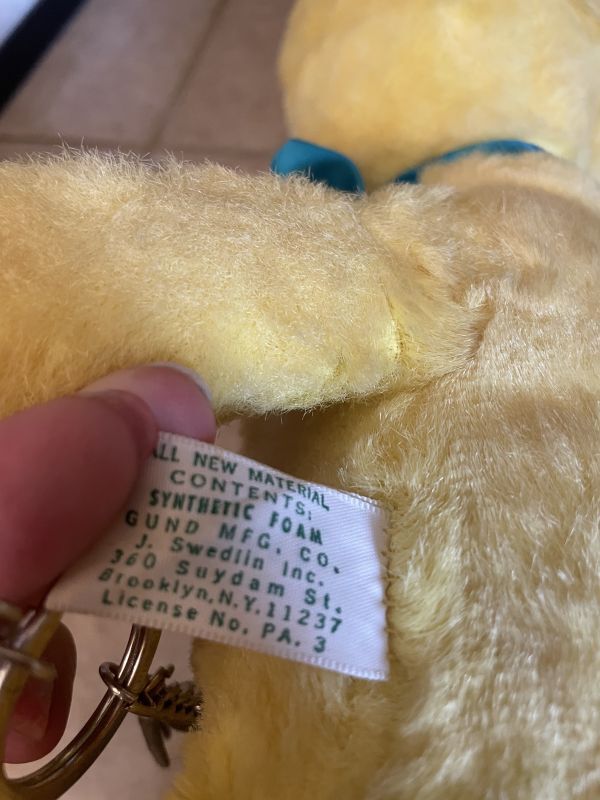 ALL NEW MATERIAL
CONTENTS:
SYNTHETIC FOAM
GUND MFG. CO.
J. Swedlin Inc.
360 Suydam St.
Brooklyn, N.Y. 11237
License No. PA. 3